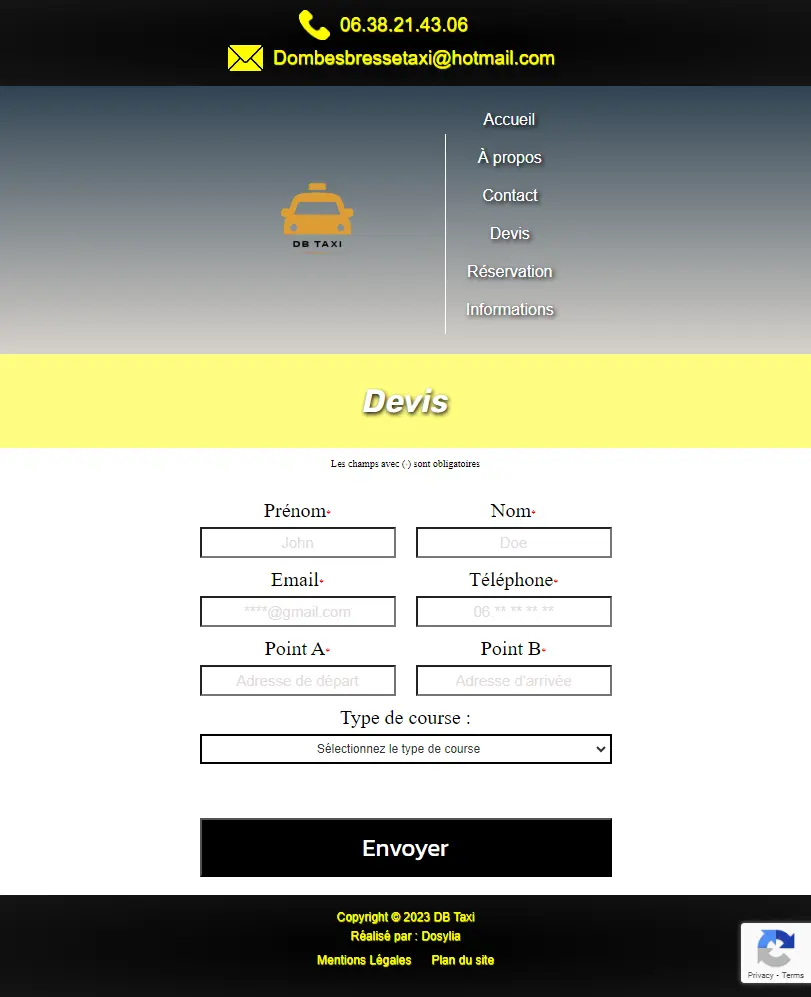 06.38.21.43.06
Dombesbressetaxi@hotmail.com
DB TAXI
Accueil
À propos
Contact
Devis
Réservation
Informations
Devis
Les champs avec (*) sont obligatoires
Prénom* Nom*
John Doe
Email* Téléphone*
****@gmail.com 06 ** ** ** **
Point A* Point B*
Adresse de départ Adresse d'arrivée
Type de course :
Sélectionnez le type de course
Envoyer
Copyright © 2023 DB Taxi
Réalisé par : Dosylia
Mentions Légales Plan du site
Privacy - Terms